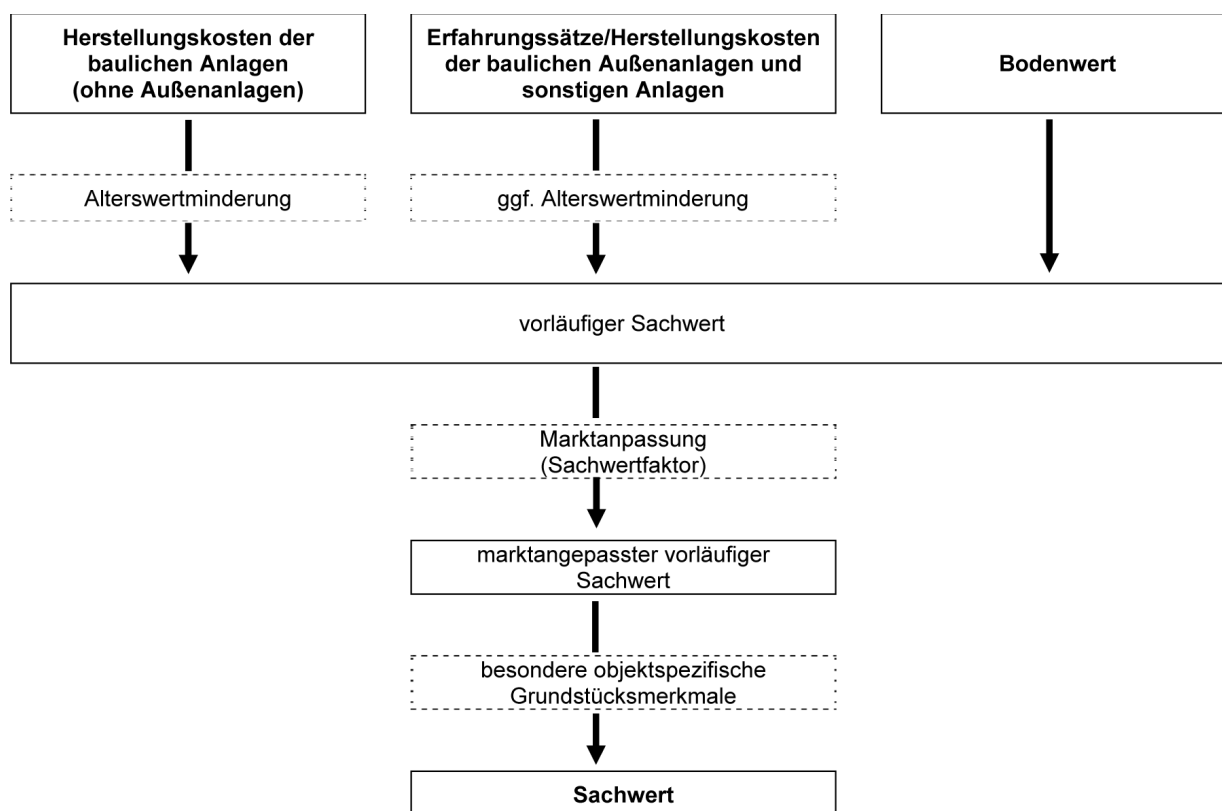 Herstellungskosten der
baulichen Anlagen
(ohne Außenanlagen)
Erfahrungssätze/Herstellungskosten
der baulichen Außenanlagen und
sonstigen Anlagen
Bodenwert
Alterswertminderung
ggf. Alterswertminderung
vorläufiger Sachwert
Marktanpassung
(Sachwertfaktor)
marktangepasster vorläufiger
Sachwert
besondere objektspezifische
Grundstücksmerkmale
Sachwert